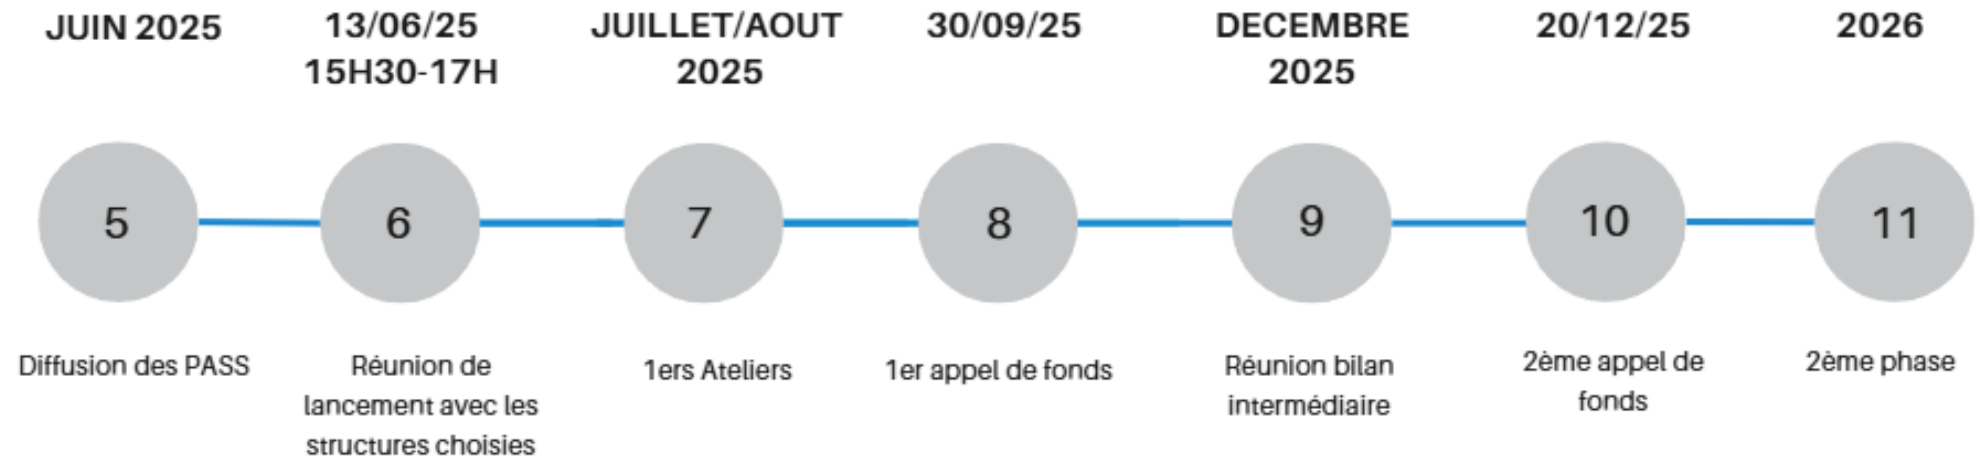 JUIN 2025
13/06/25
15H30-17H
JUILLET/AOUT
2025
30/09/25
DECEMBRE
2025
20/12/25
2026
5
6
7
8
9
10
11
Diffusion des PASS
Réunion de
lancement avec les
structures choisies
1ers Ateliers
1er appel de fonds
Réunion bilan
intermédiaire
2ème appel de
fonds
2ème phase